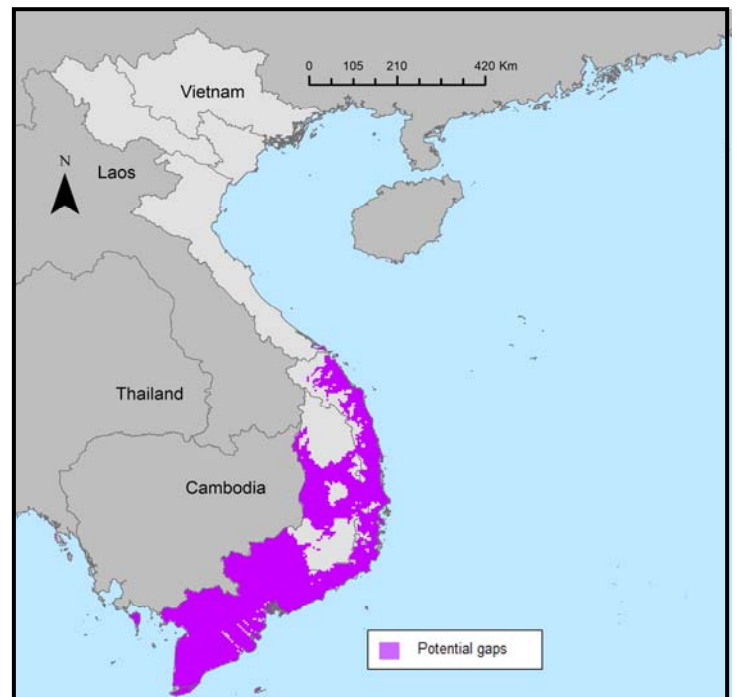 0 105 210 420 Km
Vietnam
N
Laos
Thailand
Cambodia
Potential gaps